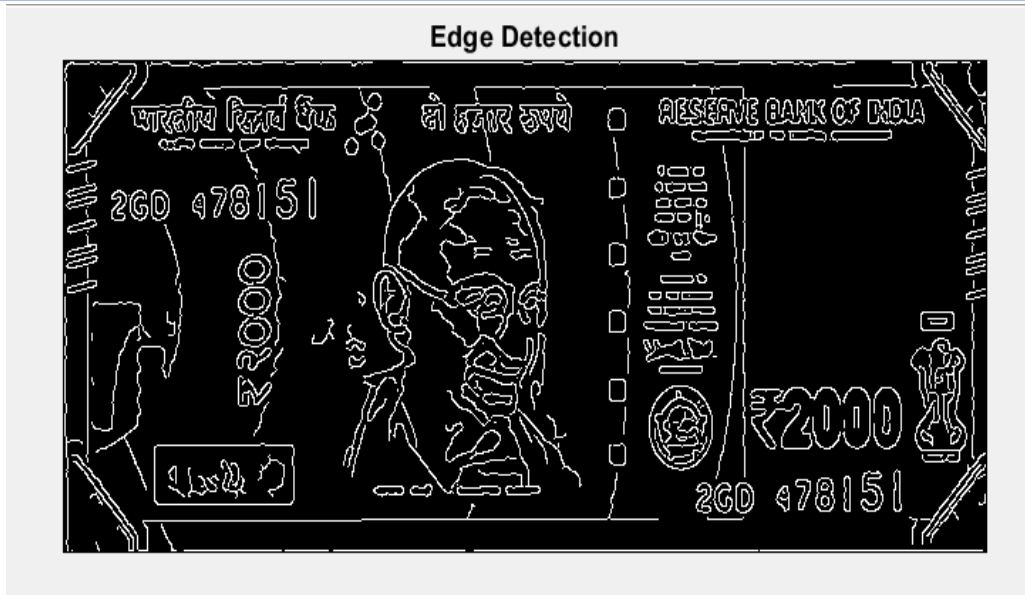 Edge Detection
भारतीय रिज़र्व बैंक
दो हज़ार रुपये
RESERVE BANK OF INDIA
2GD 478151
₹2000
₹2000
2GD 478151